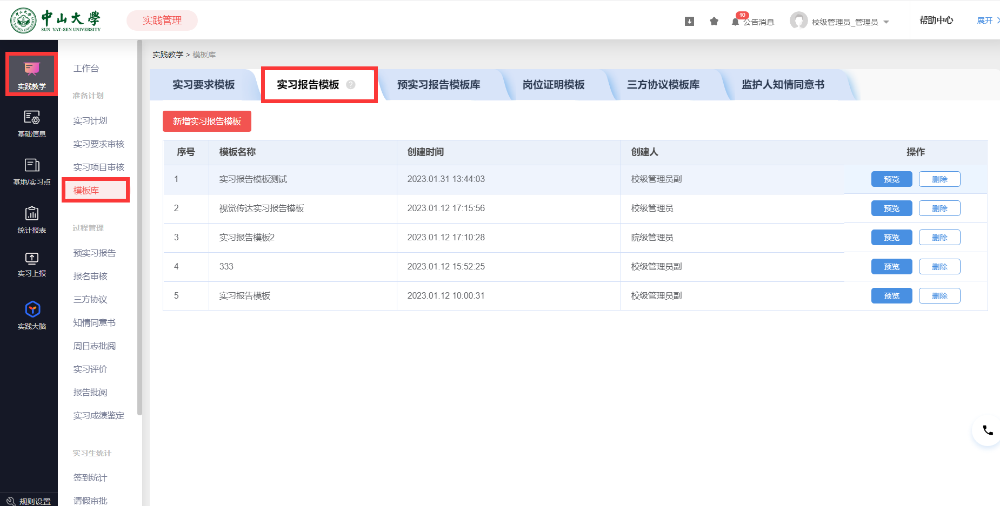 中山大學
SUN YAT-SEN UNIVERSITY
实践管理
10
公告消息
校级管理员_管理员
帮助中心
展开
实践教学
基础信息
基地/实习点
统计报表
实习上报
实践大脑
规则设置
工作台
准备计划
实习计划
实习要求审核
实习项目审核
模板库
过程管理
预实习报告
报名审核
三方协议
知情同意书
周日志批阅
实习评价
报告批阅
实习成绩鉴定
实习生统计
签到统计
请假审批
实践教学 > 模板库
实习要求模板 实习报告模板 ? 预实习报告模板库 岗位证明模板 三方协议模板库 监护人知情同意书
新增实习报告模板
序号 模板名称 创建时间 创建人 操作
1 实习报告模板测试 2023.01.31 13:44:03 校级管理员副 预览 删除
2 视觉传达实习报告模板 2023.01.12 17:15:56 校级管理员 预览 删除
3 实习报告模板2 2023.01.12 17:10:28 院级管理员 预览 删除
4 333 2023.01.12 15:52:25 校级管理员副 预览 删除
5 实习报告模板 2023.01.12 10:00:31 校级管理员副 预览 删除